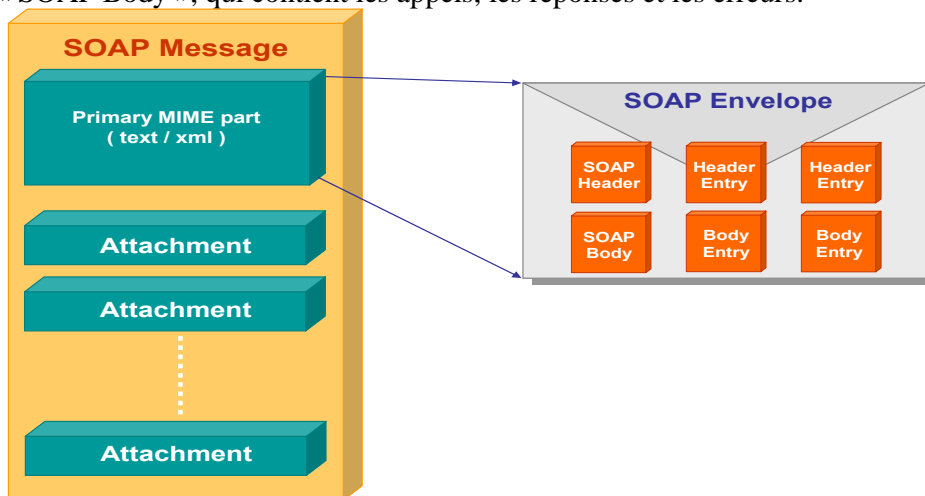 « SOAP Body », qui contient les appels, les réponses et les erreurs.
SOAP Message
Primary MIME part
( text / xml )
Attachment
Attachment
Attachment
SOAP Envelope
SOAP
Header
Header
Entry
Header
Entry
SOAP
Body
Body
Entry
Body
Entry